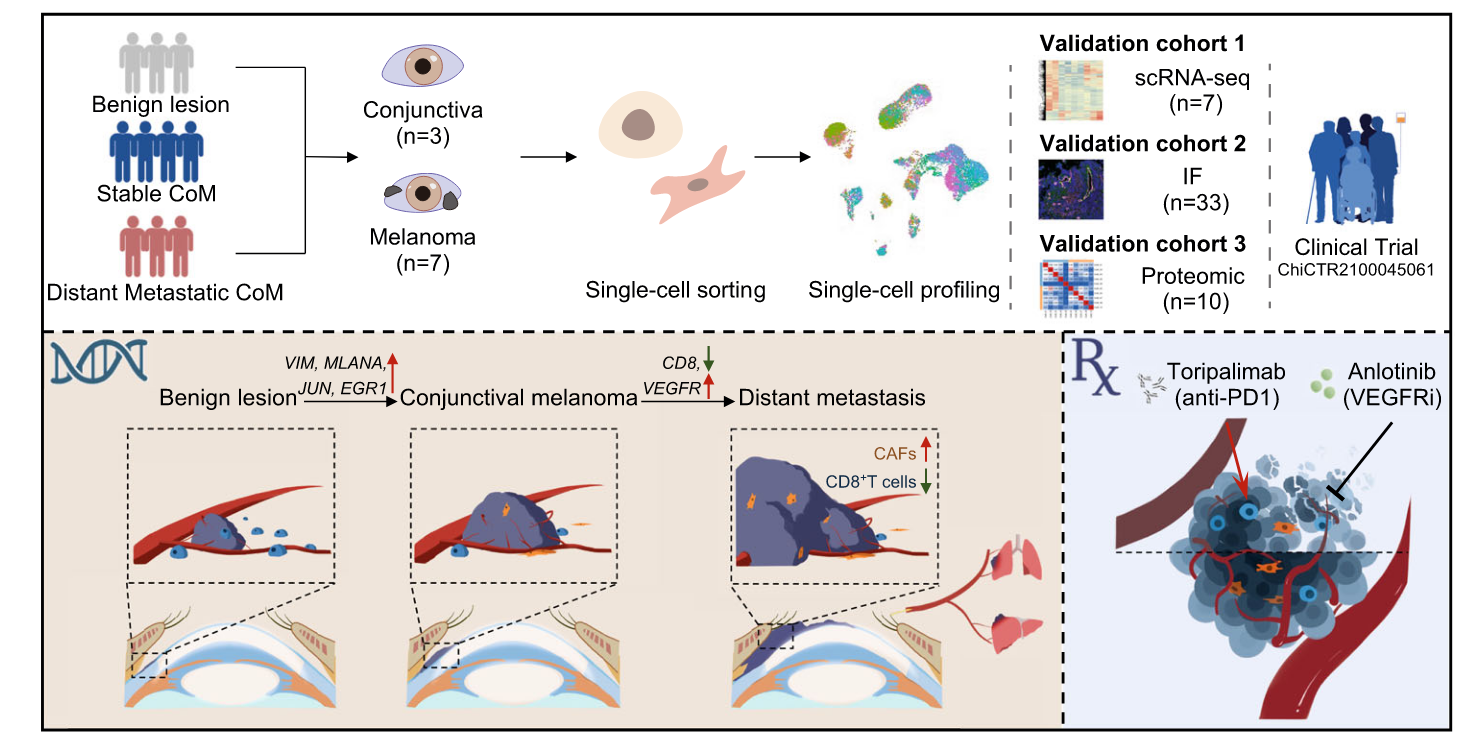 Benign lesion
Stable CoM
Distant Metastatic CoM
Conjunctiva
(n=3)
Melanoma
(n=7)
Single-cell sorting
Single-cell profiling
Validation cohort 1
scRNA-seq
(n=7)
Validation cohort 2
IF
(n=33)
Validation cohort 3
Proteomic
(n=10)
Clinical Trial
ChiCTR2100045061
VIM, MLANA,
JUN, EGR1
Benign lesion
Conjunctival melanoma
CD8,
VEGFR
Distant metastasis
CAFs
CD8⁺T cells
Rx
Toripalimab
(anti-PD1)
Anlotinib
(VEGFRi)